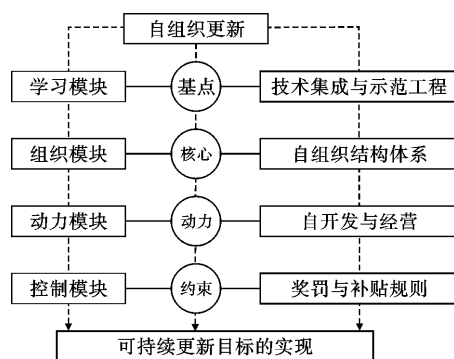 自组织更新
学习模块
基点
技术集成与示范工程
组织模块
核心
自组织结构体系
动力模块
动力
自开发与经营
控制模块
约束
奖罚与补贴规则
可持续更新目标的实现